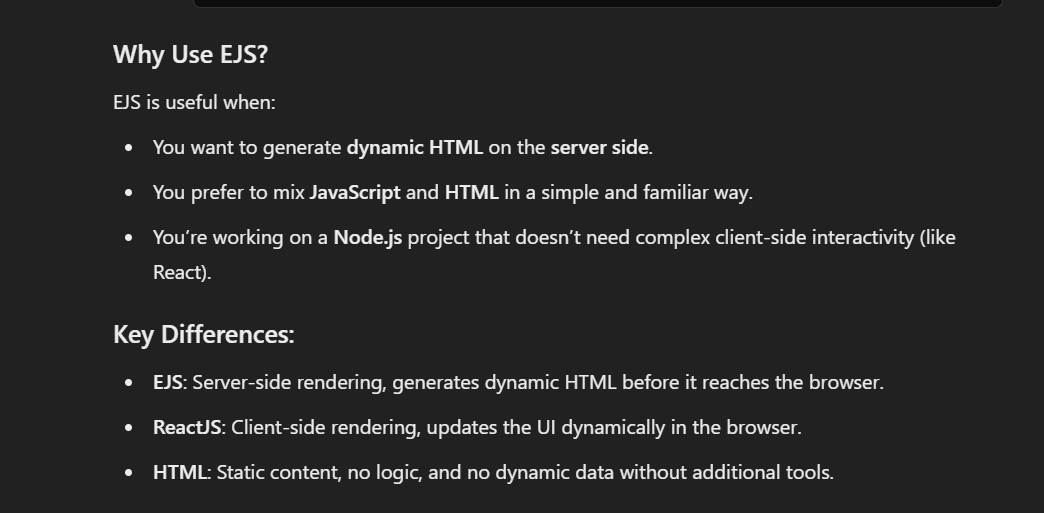 Why Use EJS?
EJS is useful when:
• You want to generate dynamic HTML on the server side.
• You prefer to mix JavaScript and HTML in a simple and familiar way.
• You’re working on a Node.js project that doesn’t need complex client-side interactivity (like
React).
Key Differences:
• EJS: Server-side rendering, generates dynamic HTML before it reaches the browser.
• ReactJS: Client-side rendering, updates the UI dynamically in the browser.
• HTML: Static content, no logic, and no dynamic data without additional tools.